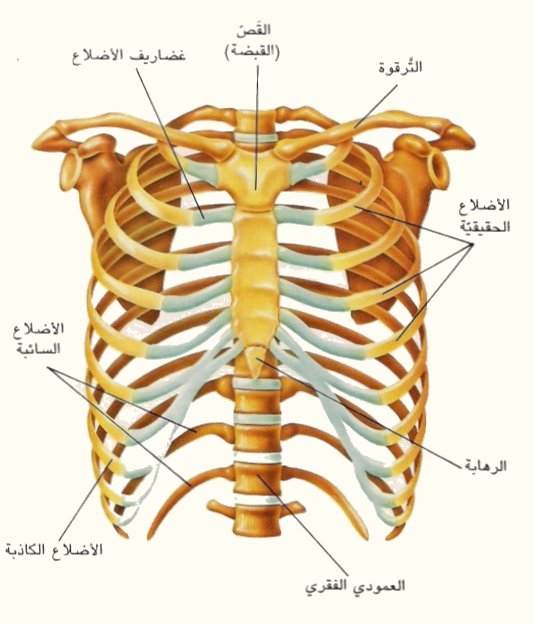 القَصّ
(القبضة)
غضاريف الأضلاع
التَّرقوة
الأضلاع
الحقيقيّة
الأضلاع
السائبة
الرهابة
الأضلاع الكاذبة
العمودي الفقري